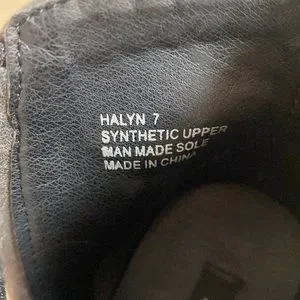 HALYN 7
SYNTHETIC UPPER
MAN MADE SOLE
MADE IN CHINA